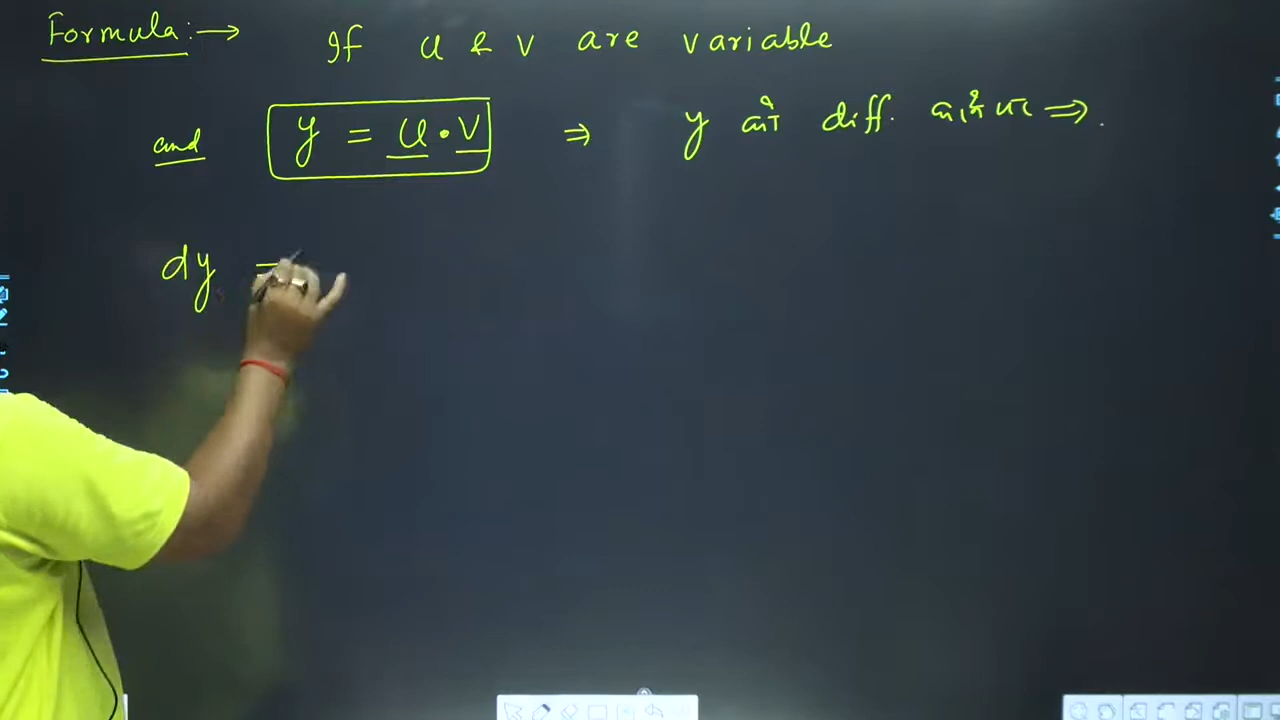 Formula:→ If u & v are variable
and y = u • v ⇒ y का diff. करने पर ⇒
dy =